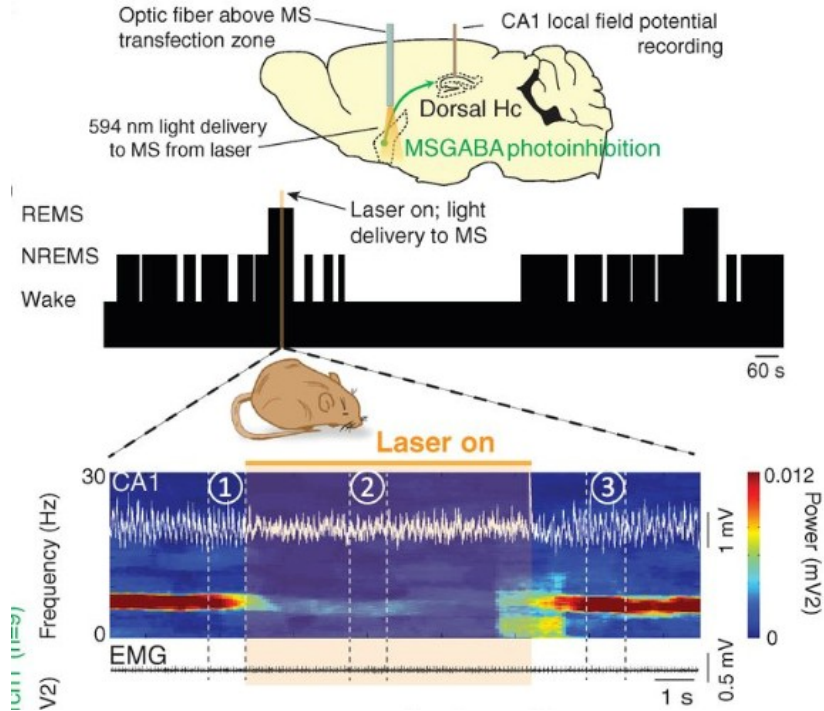 Optic fiber above MS
transfection zone
CA1 local field potential
recording
Dorsal Hc
594 nm light delivery
to MS from laser
MSGABA photoinhibition
Laser on; light
delivery to MS
REMS
NREMS
Wake
60 s
Laser on
30
CA1
1
2
3
0.012
Frequency (Hz)
1 mV
Power (mV2)
0
0
EMG
0.5 mV
1 s
(n=9)
V2)